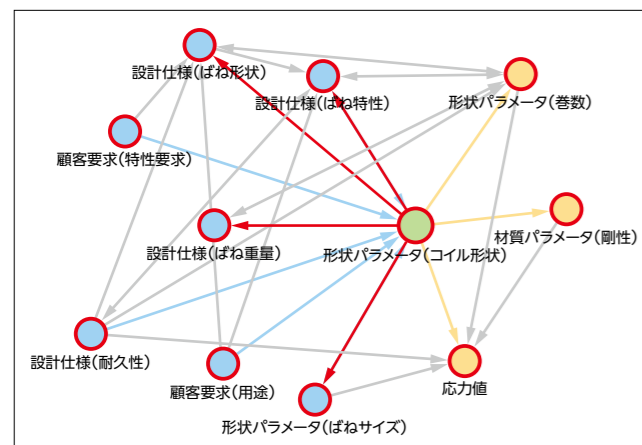 設計仕様(ばね形状)
設計仕様(ばね特性)
形状パラメータ(巻数)
顧客要求(特性要求)
設計仕様(ばね重量)
形状パラメータ(コイル形状)
材質パラメータ(剛性)
設計仕様(耐久性)
顧客要求(用途)
形状パラメータ(ばねサイズ)
応力値